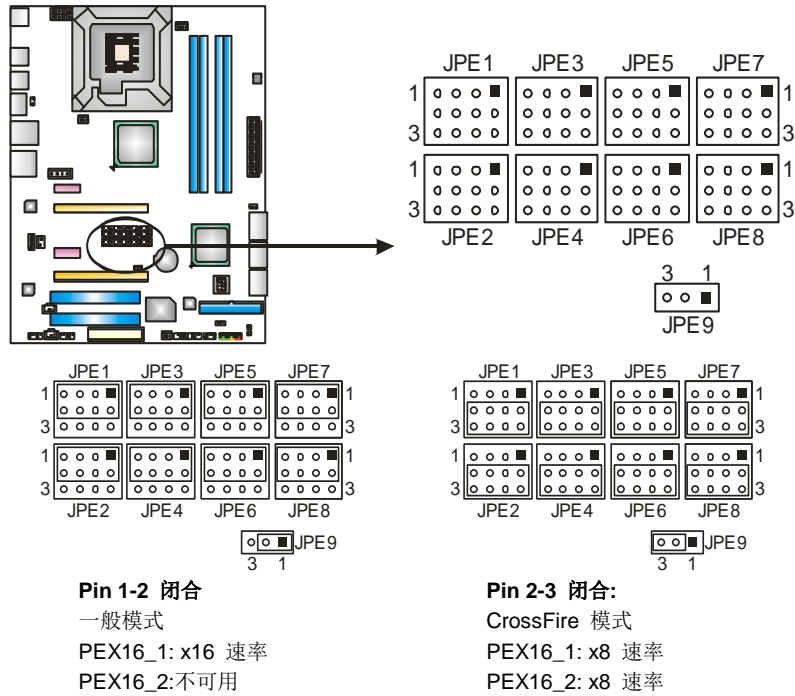 JPE1 JPE3 JPE5 JPE7
1 1
3 3
1 1
3 3
JPE2 JPE4 JPE6 JPE8
3 1
JPE9
JPE1 JPE3 JPE5 JPE7
1 1
3 3
1 1
3 3
JPE2 JPE4 JPE6 JPE8
JPE9
3 1
Pin 1-2 闭合
一般模式
PEX16_1: x16 速率
PEX16_2:不可用
JPE1 JPE3 JPE5 JPE7
1 1
3 3
1 1
3 3
JPE2 JPE4 JPE6 JPE8
JPE9
3 1
Pin 2-3 闭合:
CrossFire 模式
PEX16_1: x8 速率
PEX16_2: x8 速率